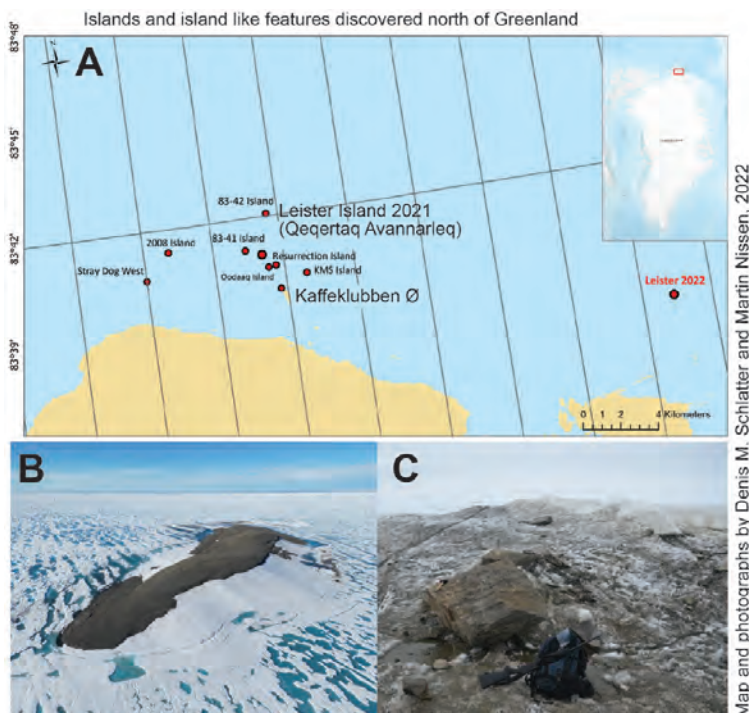 Islands and island like features discovered north of Greenland
A
83°48'
83°45'
83°42'
83°39'
83-42 Island
Leister Island 2021
(Qeqertaq Avannarleq)
2008 Island
83-41 Island
Resurrection Island
Stray Dog West
Oodaaq Island
KMS Island
Kaffeklubben Ø
Leister 2022
0 1 2 4 Kilometers
B
C
Map and photographs by Denis M. Schlatter and Martin Nissen, 2022